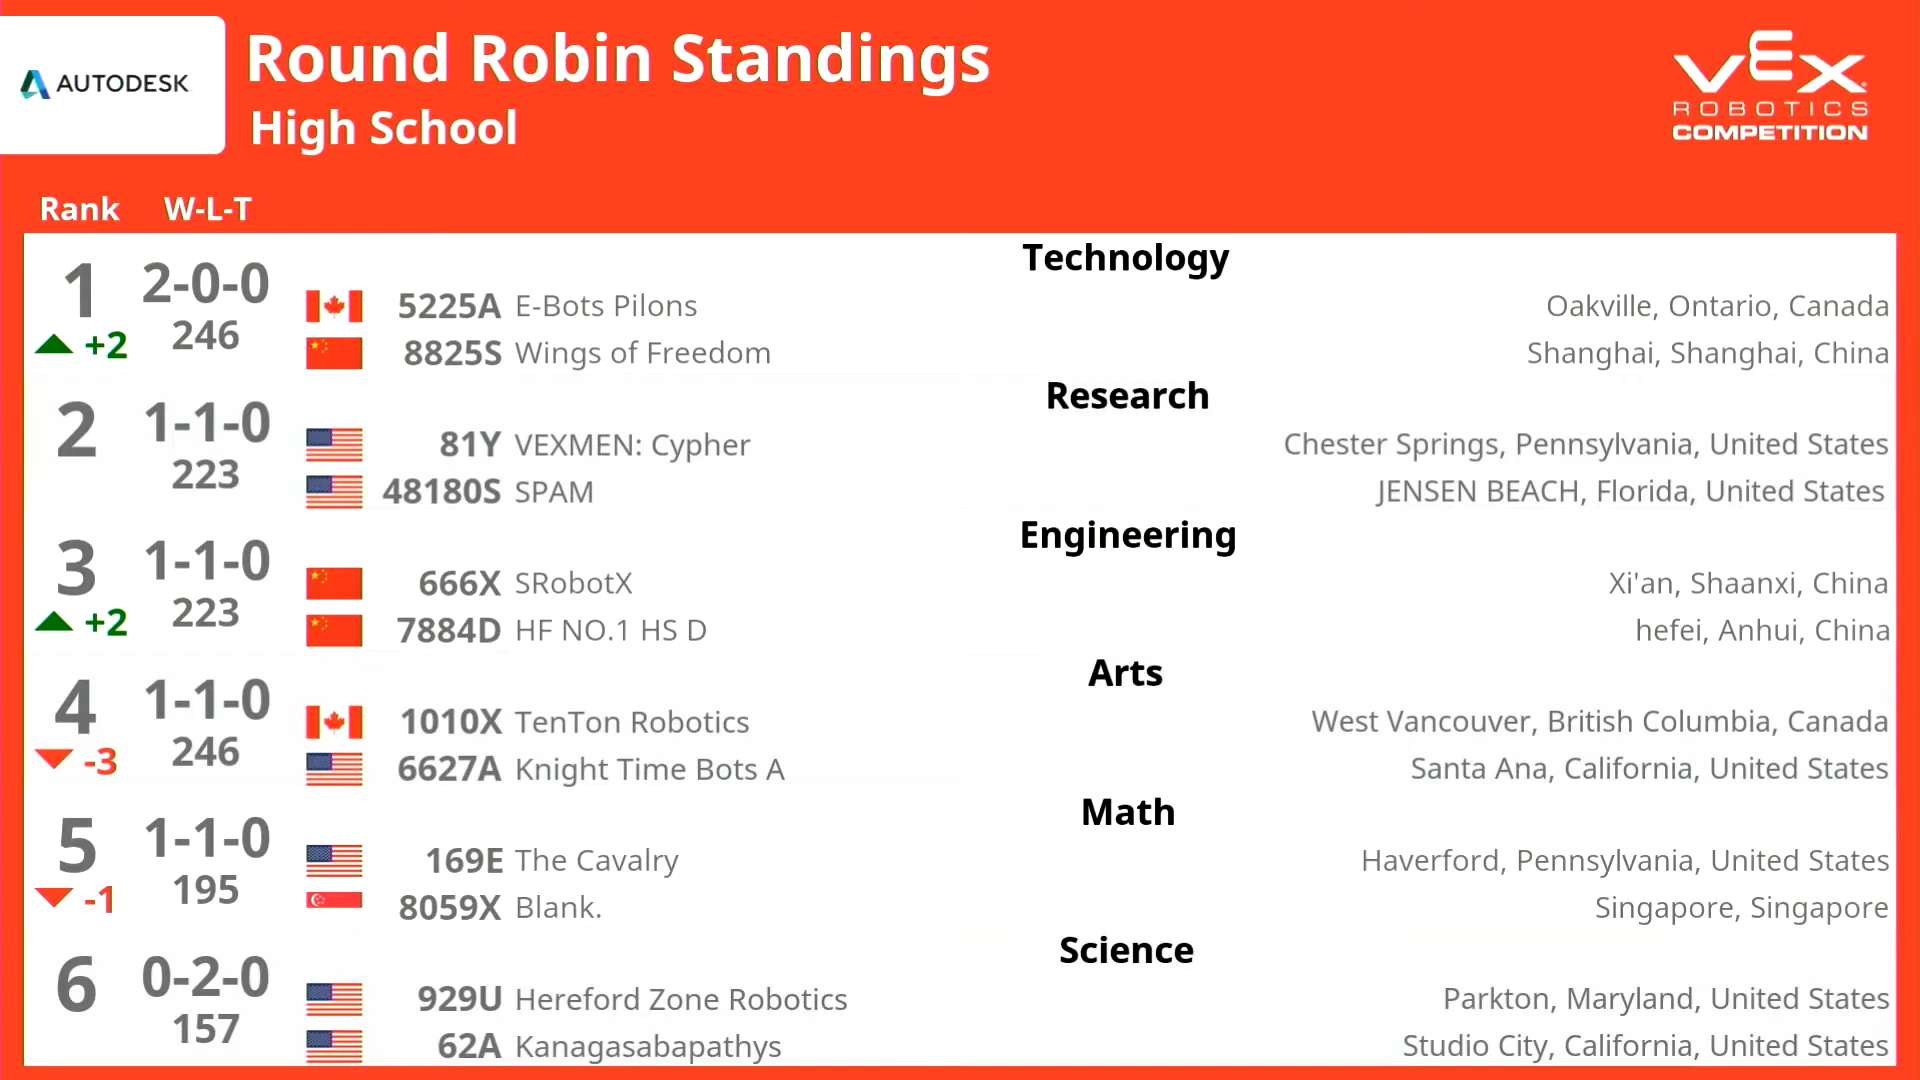 AUTODESK
Round Robin Standings
High School
VEX
ROBOTICS
COMPETITION
Rank W-L-T
Technology
1 2-0-0
+2 246
5225A E-Bots Pilons Oakville, Ontario, Canada
8825S Wings of Freedom Shanghai, Shanghai, China
Research
2 1-1-0
223
81Y VEXMEN: Cypher Chester Springs, Pennsylvania, United States
48180S SPAM JENSEN BEACH, Florida, United States
Engineering
3 1-1-0
+2 223
666X SRobotX Xi'an, Shaanxi, China
7884D HF NO.1 HS D hefei, Anhui, China
Arts
4 1-1-0
-3 246
1010X TenTon Robotics West Vancouver, British Columbia, Canada
6627A Knight Time Bots A Santa Ana, California, United States
Math
5 1-1-0
-1 195
169E The Cavalry Haverford, Pennsylvania, United States
8059X Blank. Singapore, Singapore
Science
6 0-2-0
157
929U Hereford Zone Robotics Parkton, Maryland, United States
62A Kanagasabapathys Studio City, California, United States